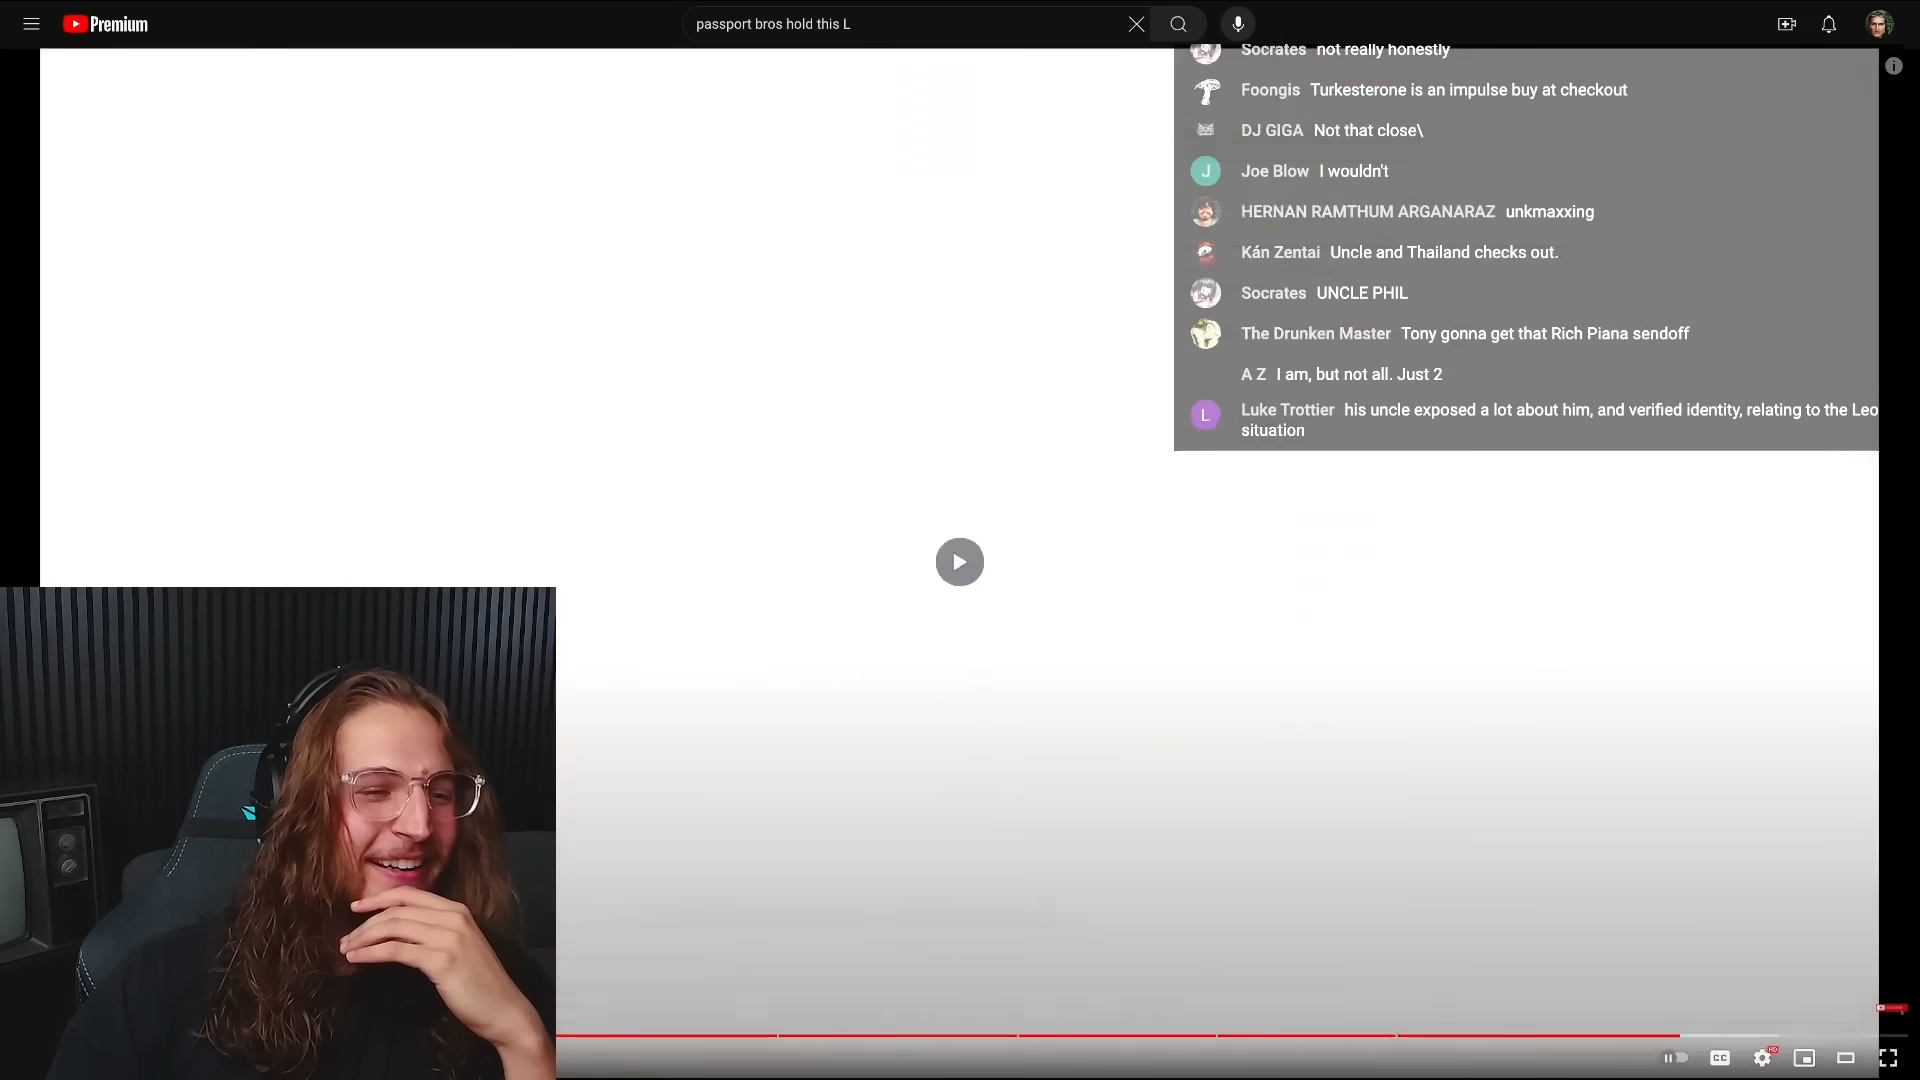 Premium
passport bros hold this L
Socrates not really honestly
Foongis Turkesterone is an impulse buy at checkout
DJ GIGA Not that close\
Joe Blow I wouldn't
HERNAN RAMTHUM ARGANARAZ unkmaxxing
Kán Zentai Uncle and Thailand checks out.
Socrates UNCLE PHIL
The Drunken Master Tony gonna get that Rich Piana sendoff
A Z I am, but not all. Just 2
Luke Trottier his uncle exposed a lot about him, and verified identity, relating to the Leo
situation
J
L
CC
HD